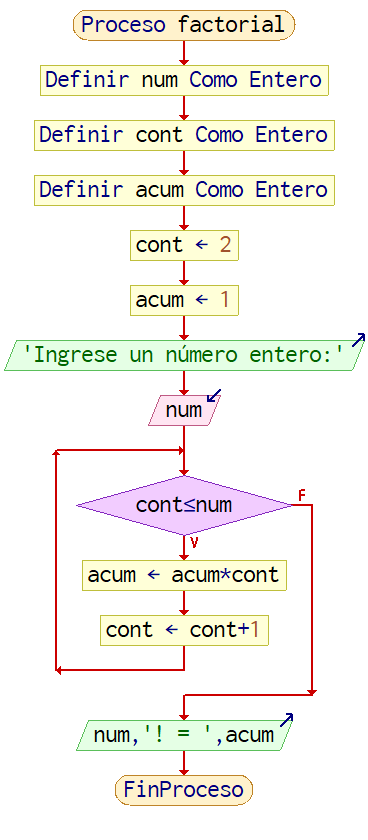 Proceso factorial
Definir num Como Entero
Definir cont Como Entero
Definir acum Como Entero
cont ← 2
acum ← 1
'Ingrese un número entero:'
num
cont≤num
F
V
acum ← acum*cont
cont ← cont+1
num,'! = ',acum
FinProceso